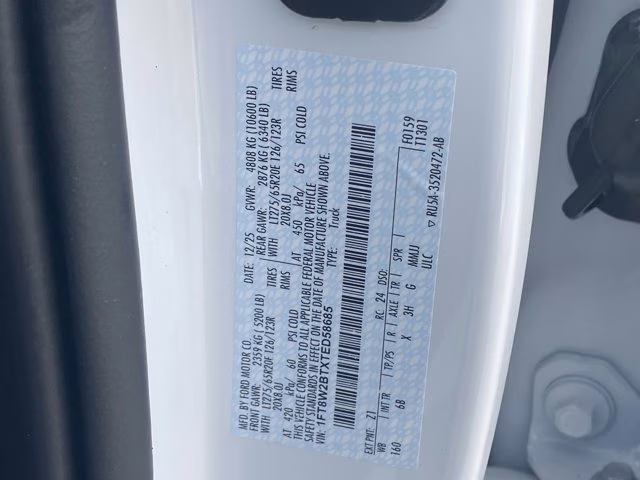 MFD. BY FORD MOTOR CO.
DATE: 12/25 GVWR: 4808 KG (10600 LB)
FRONT GAWR: 2359 KG (5200 LB) REAR GAWR: 2876 KG (6340 LB)
WITH LT275/65R20E 126/123R TIRES WITH LT275/65R20E 126/123R TIRES
20X8.0J RIMS 20X8.0J RIMS
AT 420 kPa/ 60 PSI COLD AT 450 kPa/ 65 PSI COLD
THIS VEHICLE CONFORMS TO ALL APPLICABLE FEDERAL MOTOR VEHICLE
SAFETY STANDARDS IN EFFECT ON THE DATE OF MANUFACTURE SHOWN ABOVE.
VIN: 1FT8W2BTXTED58685 TYPE: Truck
F0159
T1301
EXT PNT: Z1 RC: 24 DSO:
WB INT TR TP/PS R AXLE TR SPR
160 6B X 3H G MMJJ
ULC ▽ RU5A-3520472-AB